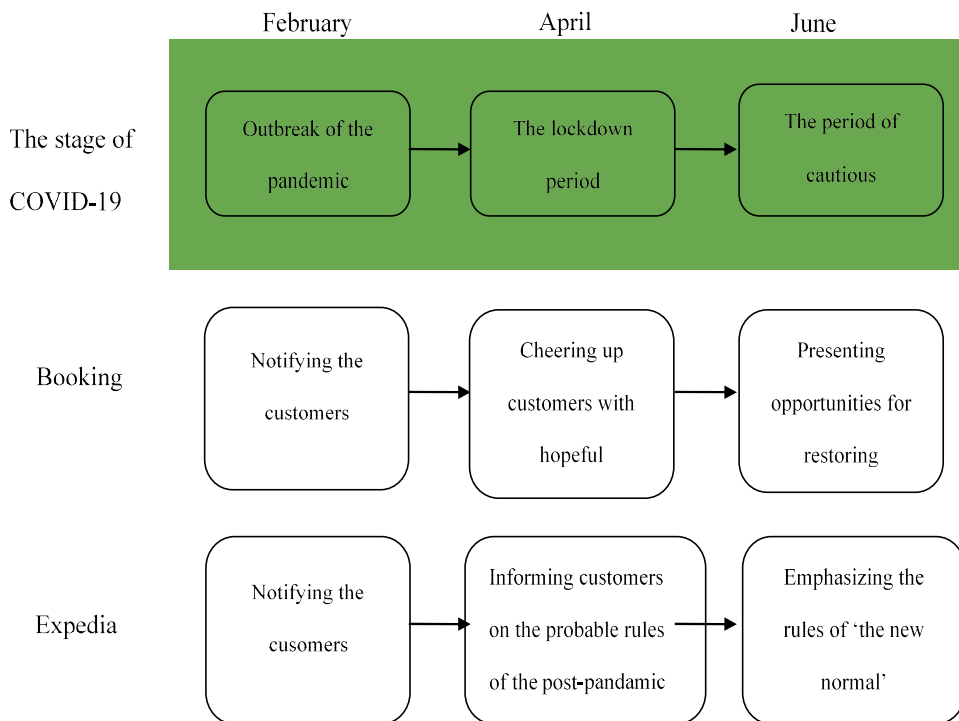 February April June
The stage of
COVID-19
Outbreak of the
pandemic
The lockdown
period
The period of
cautious
Booking
Notifying the
customers
Cheering up
customers with
hopeful
Presenting
opportunities for
restoring
Expedia
Notifying the
cusomers
Informing customers
on the probable rules
of the post-pandamic
Emphasizing the
rules of ‘the new
normal’